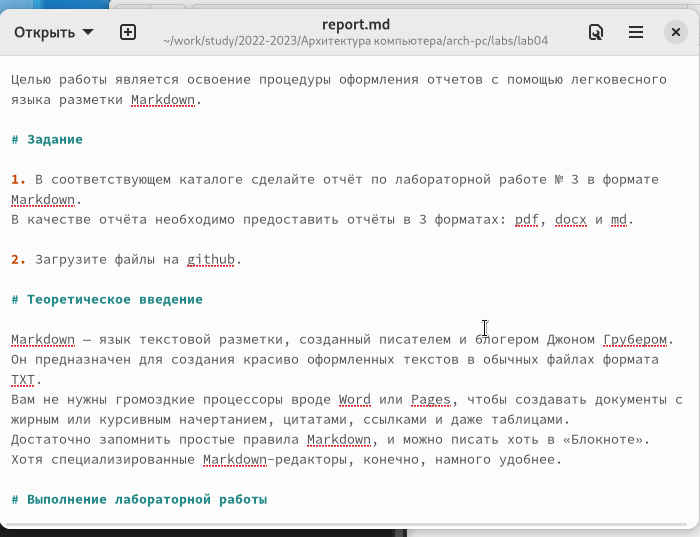 Открыть
report.md
~/work/study/2022-2023/Архитектура компьютера/arch-pc/labs/lab04
Целью работы является освоение процедуры оформления отчетов с помощью легковесного
языка разметки Markdown.
# Задание
1. В соответствующем каталоге сделайте отчёт по лабораторной работе № 3 в формате
Markdown.
В качестве отчёта необходимо предоставить отчёты в 3 форматах: pdf, docx и md.
2. Загрузите файлы на github.
# Теоретическое введение
Markdown — язык текстовой разметки, созданный писателем и блогером Джоном Грубером.
Он предназначен для создания красиво оформленных текстов в обычных файлах формата
TXT.
Вам не нужны громоздкие процессоры вроде Word или Pages, чтобы создавать документы с
жирным или курсивным начертанием, цитатами, ссылками и даже таблицами.
Достаточно запомнить простые правила Markdown, и можно писать хоть в «Блокноте».
Хотя специализированные Markdown-редакторы, конечно, намного удобнее.
# Выполнение лабораторной работы